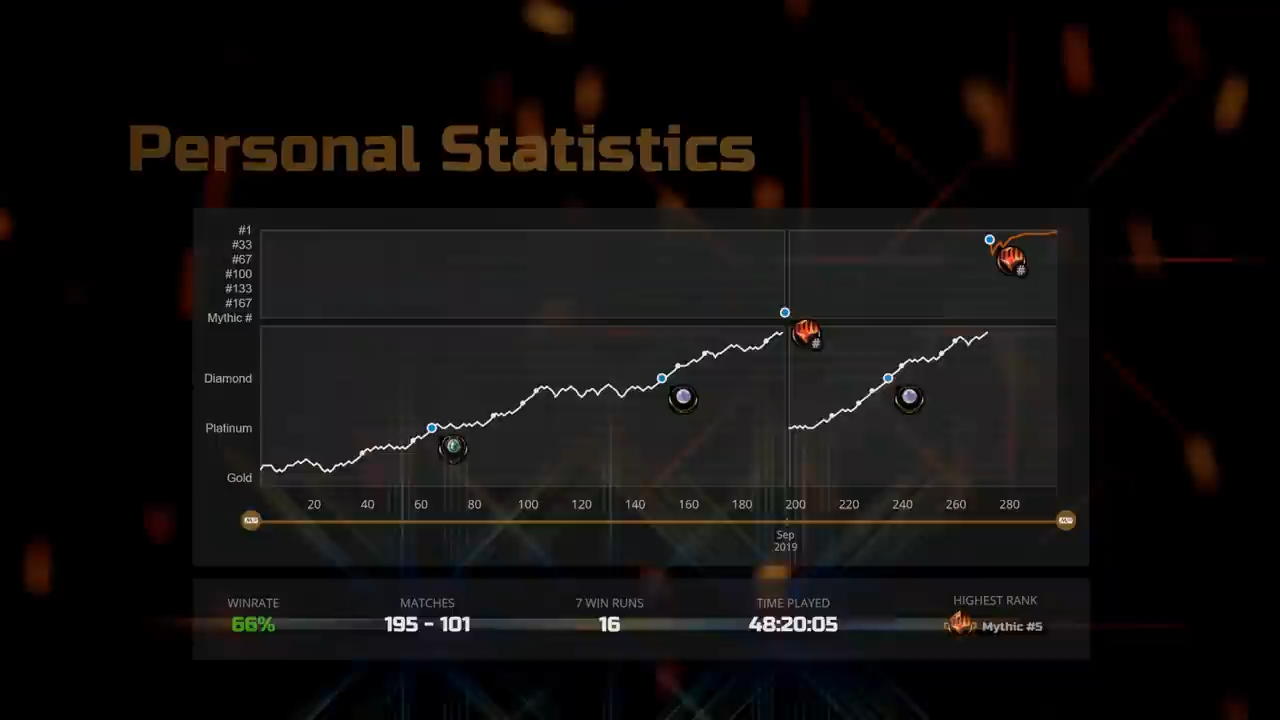 Personal Statistics
#1
#33
#67
#100
#133
#167
Mythic #
Diamond
Platinum
Gold
20 40 60 80 100 120 140 160 180 200 220 240 260 280
Sep
2019
WINRATE MATCHES 7 WIN RUNS TIME PLAYED HIGHEST RANK
66% 195 - 101 16 48:20:05 Mythic #5